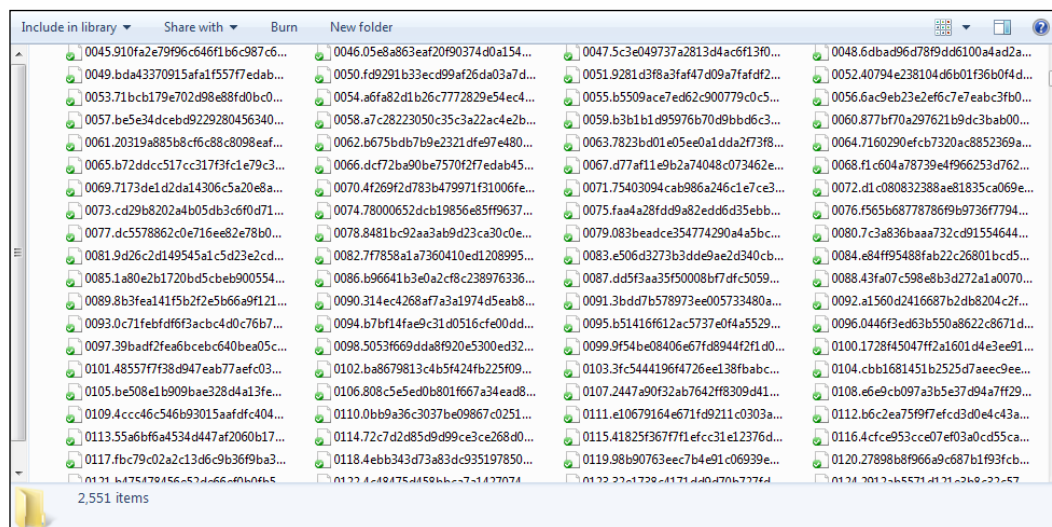 Include in library Share with Burn New folder
0045.910fa2e79f96c646f1b6c987c6... 0046.05e8a863eaf20f90374d0a154... 0047.5c3e049737a2813d4ac6f13f0... 0048.6dbad96d78f9dd6100a4ad2a...
0049.bda43370915afa1f557f7edab... 0050.fd9291b33ecd99af26da03a7d... 0051.9281d3f8a3faf47d09a7fafdf2... 0052.40794e238104d6b01f36b0f4d...
0053.71bcb179e702d98e88fd0bc0... 0054.a6fa82d1b26c7772829e54ec4... 0055.b5509ace7ed62c900779c0c5... 0056.6ac9eb23e2ef6c7e7eabc3fb0...
0057.be5e34dcebd9229280456340... 0058.a7c28223050c35c3a22ac4e2b... 0059.b3b1b1d95976b70d9bbd6c3... 0060.877bf70a297621b9dc3bab00...
0061.20319a885b8cf6c88c8098eaf... 0062.b675bdb7b9e2321dfe97e480... 0063.7823bd01e05ee0a1dda2f73f8... 0064.7160290efcb7320ac8852369a...
0065.b72ddcc517cc317f3fc1e79c3... 0066.dcf72ba90be7570f2f7edab45... 0067.d77af11e9b2a74048c073462e... 0068.f1c604a78739e4f966253d762...
0069.7173de1d2da14306c5a20e8a... 0070.4f269f2d783b479971f31006fe... 0071.75403094cab986a246c1e7ce3... 0072.d1c080832388ae81835ca069e...
0073.cd29b8202a4b05db3c6f0d71... 0074.78000652dcb19856e85ff9637... 0075.faa4a28fdd9a82edd6d35ebb... 0076.f565b68778786f9b9736f7794...
0077.dc5578862c0e716ee82e78b0... 0078.8481bc92aa3ab9d23ca30c0e... 0079.083beadce354774290a4a5bc... 0080.7c3a836baaa732cd91554644...
0081.9d26c2d149545a1c5d23e2cd... 0082.7f7858a1a7360410ed1208995... 0083.e506d3273b3dde9ae2d340cb... 0084.e84ff95488fab22c26801bcd5...
0085.1a80e2b1720bd5cbeb900554... 0086.b96641b3e0a2cf8c238976336... 0087.dd5f3aa35f50008bf7dfc5059... 0088.43fa07c598e8b3d272a1a0070...
0089.8b3fea141f5b2f2e5b66a9f121... 0090.314ec4268af7a3a1974d5eab8... 0091.3bdd7b578973ee005733480a... 0092.a1560d2416687b2db8204c2f...
0093.0c71febfdf6f3acbc4d0c76b7... 0094.b7bf14fae9c31d0516cfe00dd... 0095.b51416f612ac5737e0f4a5529... 0096.0446f3ed63b550a8622c8671d...
0097.39badf2fea6bcebc640bea05c... 0098.5053f669dda8f920e5300ed32... 0099.9f54be08406e67fd8944f2f1d0... 0100.1728f45047ff2a1601d4e3ee91...
0101.48557f7f38d947eab77aefc03... 0102.ba8679813c4b5f424fb225f09... 0103.3fc5444196f4726ee138fbabc... 0104.cbb1681451b2525d7aeec9ee...
0105.be508e1b909bae328d4a13fe... 0106.808c5e5ed0b801f667a34ead8... 0107.2447a90f32ab7642ff8309d41... 0108.e6e9cb097a3b5e37d94a7ff29...
0109.4ccc46c546b93015aafdfc404... 0110.0bb9a36c3037be09867c0251... 0111.e10679164e671fd9211c0303a... 0112.b6c2ea75f9f7efcd3d0e4c43a...
0113.55a6bf6a4534d447af2060b17... 0114.72c7d2d85d9d99ce3ce268d0... 0115.41825f367f7f1efcc31e12376d... 0116.4cfce953cce07ef03a0cd55ca...
0117.fbc79c02a2c13d6c9b36f9ba3... 0118.4ebb343d73a83dc935197850... 0119.98b90763eec7b4e91c06939e... 0120.27898b8f966a9c687b1f93fcb...
2,551 items